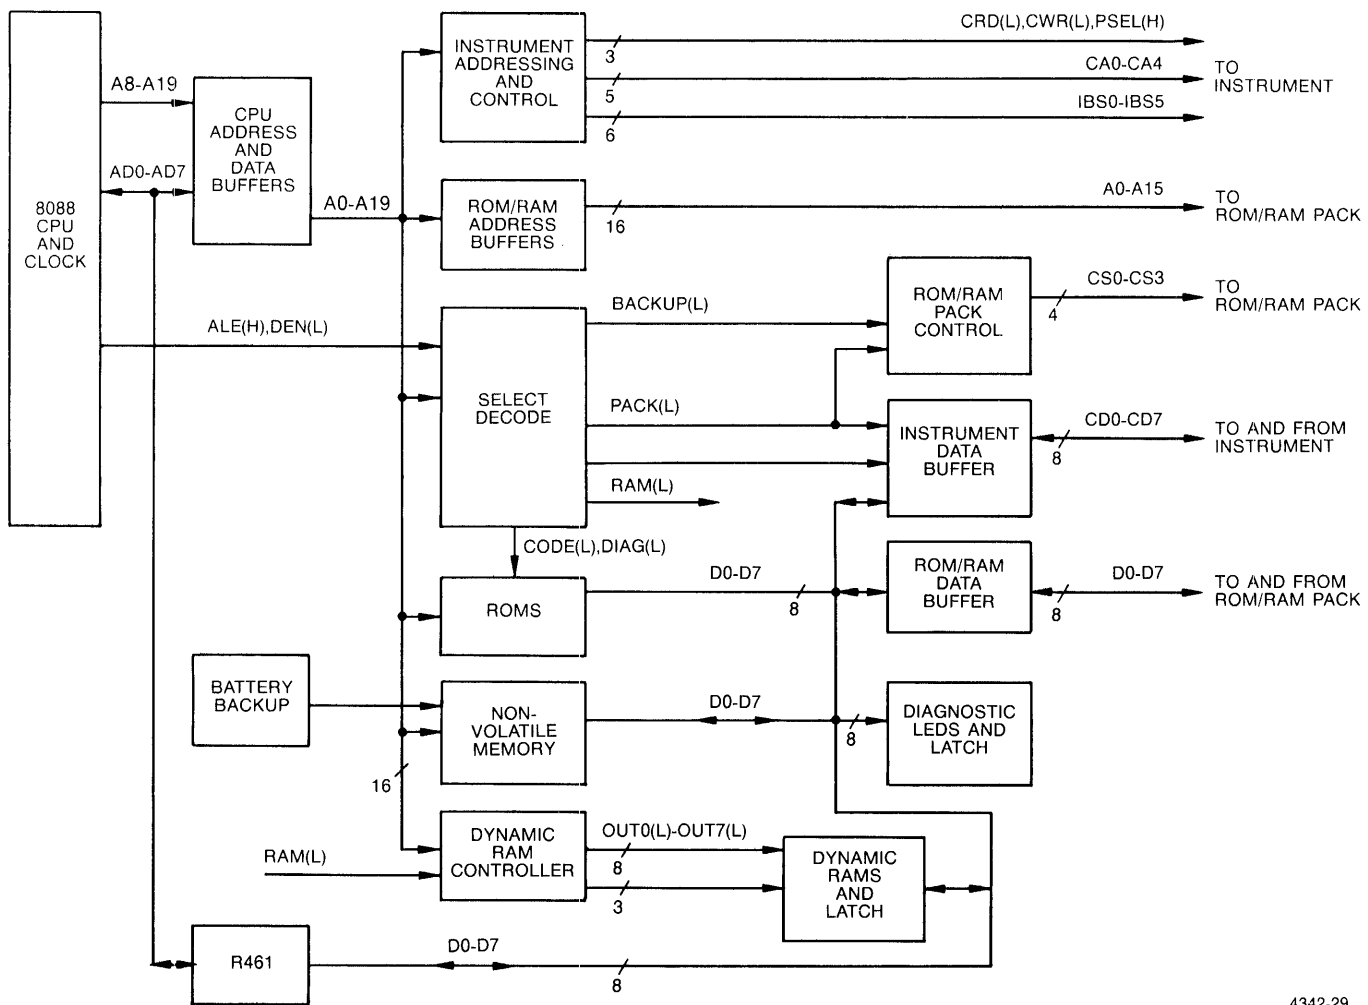 CRD(L),CWR(L),PSEL(H)
3
INSTRUMENT
ADDRESSING
AND
CONTROL
CA0-CA4
5
TO
INSTRUMENT
IBS0-IBS5
6
A8-A19
CPU
ADDRESS
AND
DATA
BUFFERS
AD0-AD7
8088
CPU
AND
CLOCK
A0-A19
ROM/RAM
ADDRESS
BUFFERS
16
A0-A15
TO
ROM/RAM PACK
ALE(H),DEN(L)
SELECT
DECODE
BACKUP(L)
ROM/RAM
PACK
CONTROL
CS0-CS3
4
TO
ROM/RAM PACK
PACK(L)
INSTRUMENT
DATA
BUFFER
CD0-CD7
8
TO AND FROM
INSTRUMENT
RAM(L)
CODE(L),DIAG(L)
ROMS
D0-D7
8
ROM/RAM
DATA
BUFFER
D0-D7
8
TO AND FROM
ROM/RAM PACK
BATTERY
BACKUP
NON-
VOLATILE
MEMORY
D0-D7
8
DIAGNOSTIC
LEDS AND
LATCH
16
RAM(L)
DYNAMIC
RAM
CONTROLLER
OUT0(L)-OUT7(L)
8
3
DYNAMIC
RAMS
AND
LATCH
R461
D0-D7
8
4342-29